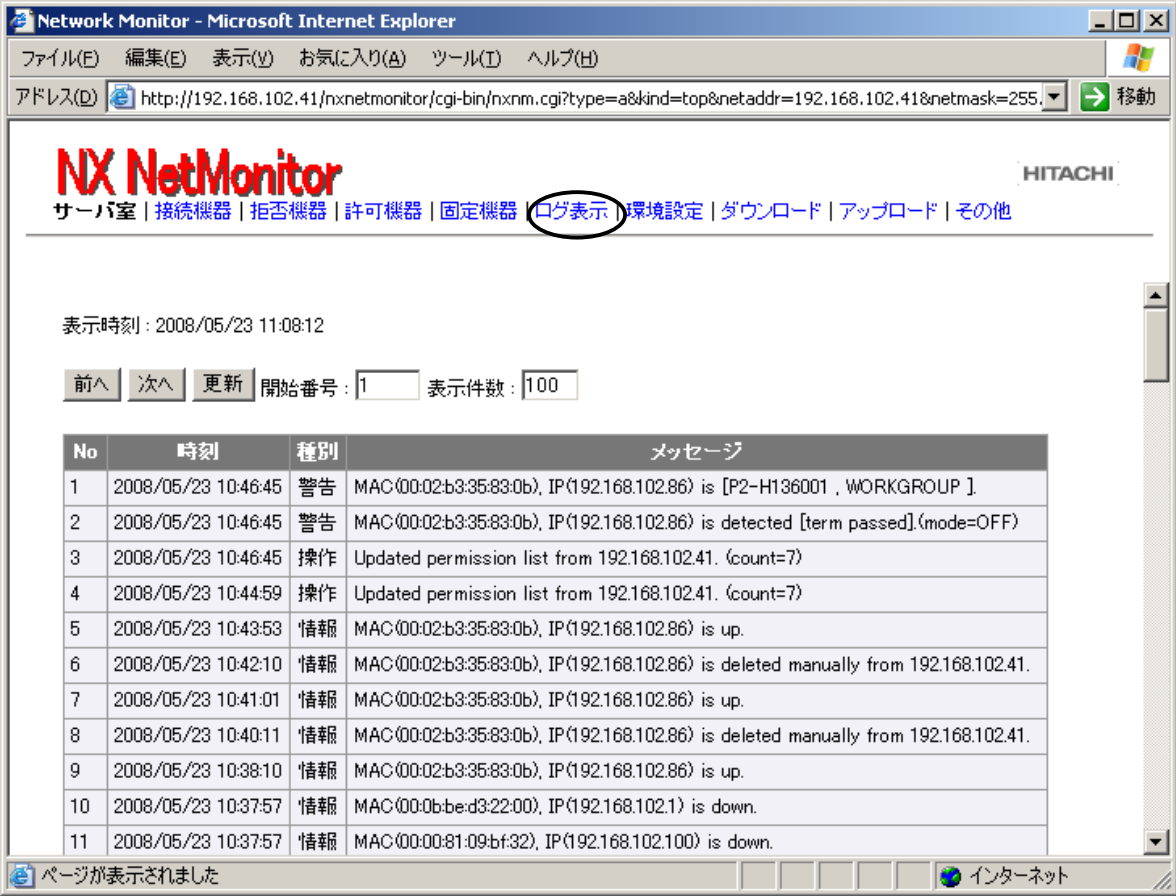 Network Monitor - Microsoft Internet Explorer
ファイル(F) 編集(E) 表示(V) お気に入り(A) ツール(T) ヘルプ(H)
アドレス(D) http://192.168.102.41/nxnetmonitor/cgi-bin/nxnm.cgi?type=a&kind=top&netaddr=192.168.102.41&netmask=255. 移動
NX NetMonitor
HITACHI
サーバ室 | 接続機器 | 拒否機器 | 許可機器 | 固定機器 | ログ表示 | 環境設定 | ダウンロード | アップロード | その他
表示時刻 : 2008/05/23 11:08:12
前へ 次へ 更新 開始番号 : 1 表示件数 : 100
No 時刻 種別 メッセージ
1 2008/05/23 10:46:45 警告 MAC(00:02:b3:35:83:0b), IP(192.168.102.86) is [P2-H136001 , WORKGROUP ].
2 2008/05/23 10:46:45 警告 MAC(00:02:b3:35:83:0b), IP(192.168.102.86) is detected [term passed].(mode=OFF)
3 2008/05/23 10:46:45 操作 Updated permission list from 192.168.102.41. (count=7)
4 2008/05/23 10:44:59 操作 Updated permission list from 192.168.102.41. (count=7)
5 2008/05/23 10:43:53 情報 MAC(00:02:b3:35:83:0b), IP(192.168.102.86) is up.
6 2008/05/23 10:42:10 情報 MAC(00:02:b3:35:83:0b), IP(192.168.102.86) is deleted manually from 192.168.102.41.
7 2008/05/23 10:41:01 情報 MAC(00:02:b3:35:83:0b), IP(192.168.102.86) is up.
8 2008/05/23 10:40:11 情報 MAC(00:02:b3:35:83:0b), IP(192.168.102.86) is deleted manually from 192.168.102.41.
9 2008/05/23 10:38:10 情報 MAC(00:02:b3:35:83:0b), IP(192.168.102.86) is up.
10 2008/05/23 10:37:57 情報 MAC(00:0b:be:d3:22:00), IP(192.168.102.1) is down.
11 2008/05/23 10:37:57 情報 MAC(00:00:81:09:bf:32), IP(192.168.102.100) is down.
ページが表示されました インターネット